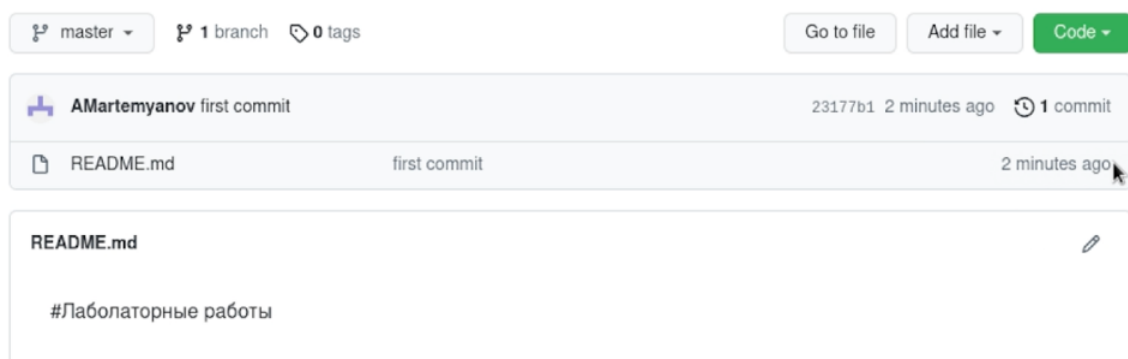 master 1 branch 0 tags Go to file Add file Code
AMartemyanov first commit 23177b1 2 minutes ago 1 commit
README.md first commit 2 minutes ago
README.md
#Лаболаторные работы